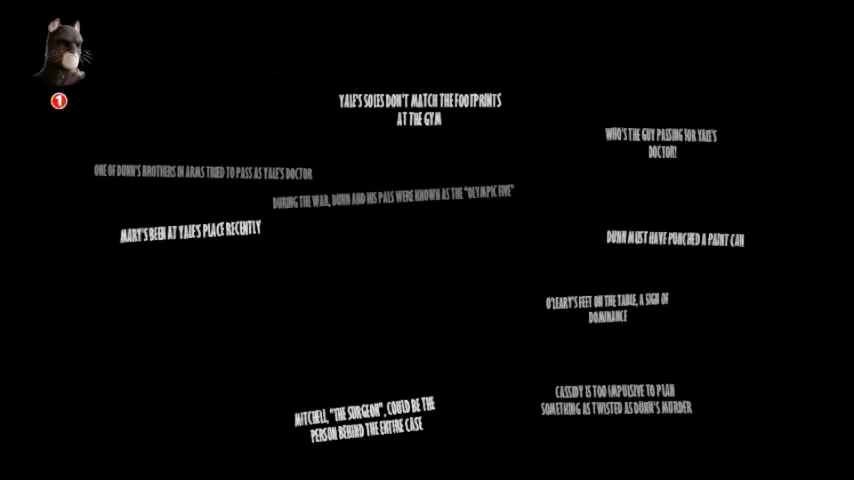 1
YALE'S SOLES DON'T MATCH THE FOOTPRINTS
AT THE GYM
WHO'S THE GUY PASSING FOR YALE'S
DOCTOR?
ONE OF DUNN'S BROTHERS IN ARMS TRIED TO PASS AS YALE'S DOCTOR
DURING THE WAR, DUNN AND HIS PALS WERE KNOWN AS THE "OLYMPIC FIVE"
MARY'S BEEN AT YALE'S PLACE RECENTLY
DUNN MUST HAVE PUNCHED A PAINT CAN
O'LEARY'S FEET ON THE TABLE, A SIGN OF
DOMINANCE
CASSIDY IS TOO IMPULSIVE TO PLAN
SOMETHING AS TWISTED AS DUNN'S MURDER
MITCHELL, "THE SURGEON", COULD BE THE
PERSON BEHIND THE ENTIRE CASE